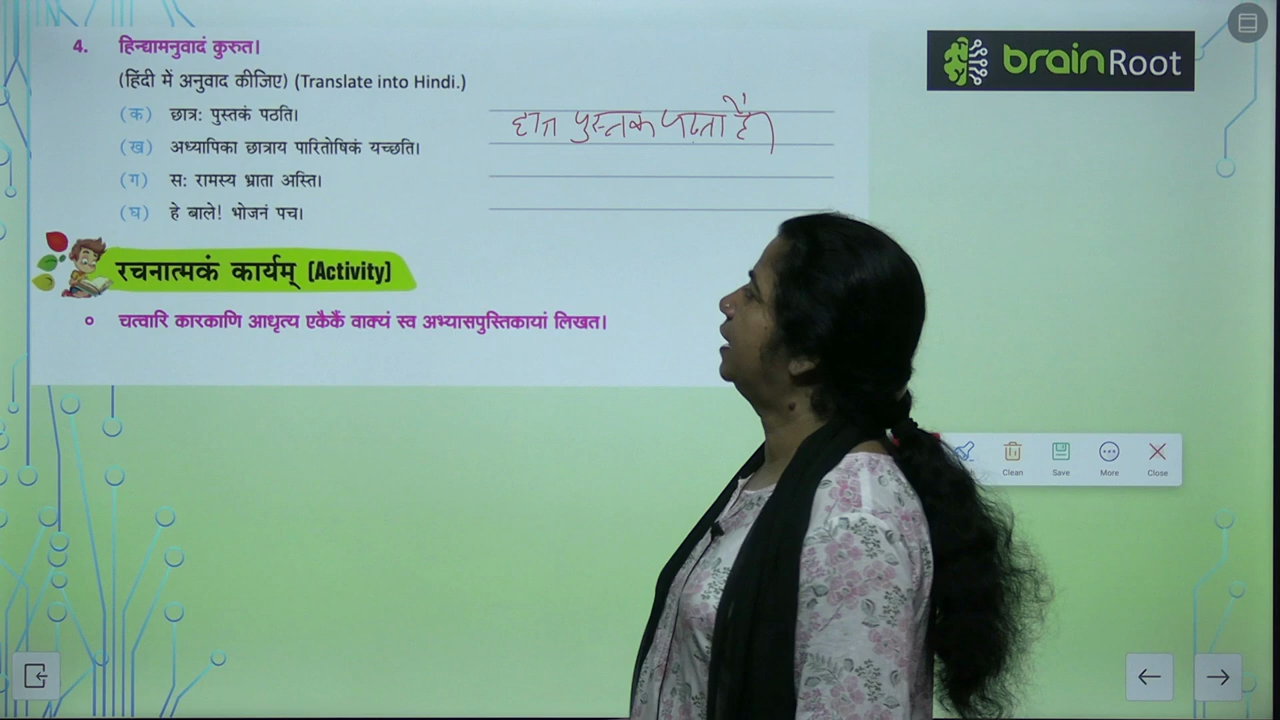 4. हिन्द्यामनुवादं कुरुत।
(हिंदी में अनुवाद कीजिए) (Translate into Hindi.)
(क) छात्र: पुस्तकं पठति।
छात्र पुस्तक पढ़ता है।
(ख) अध्यापिका छात्राय पारितोषिकं यच्छति।
(ग) स: रामस्य भ्राता अस्ति।
(घ) हे बाले! भोजनं पच।
रचनात्मकं कार्यम् (Activity)
चत्वारि कारकाणि आधृत्य एकैकं वाक्यं स्व अभ्यासपुस्तिकायां लिखत।
brainRoot
Clean Save More Close